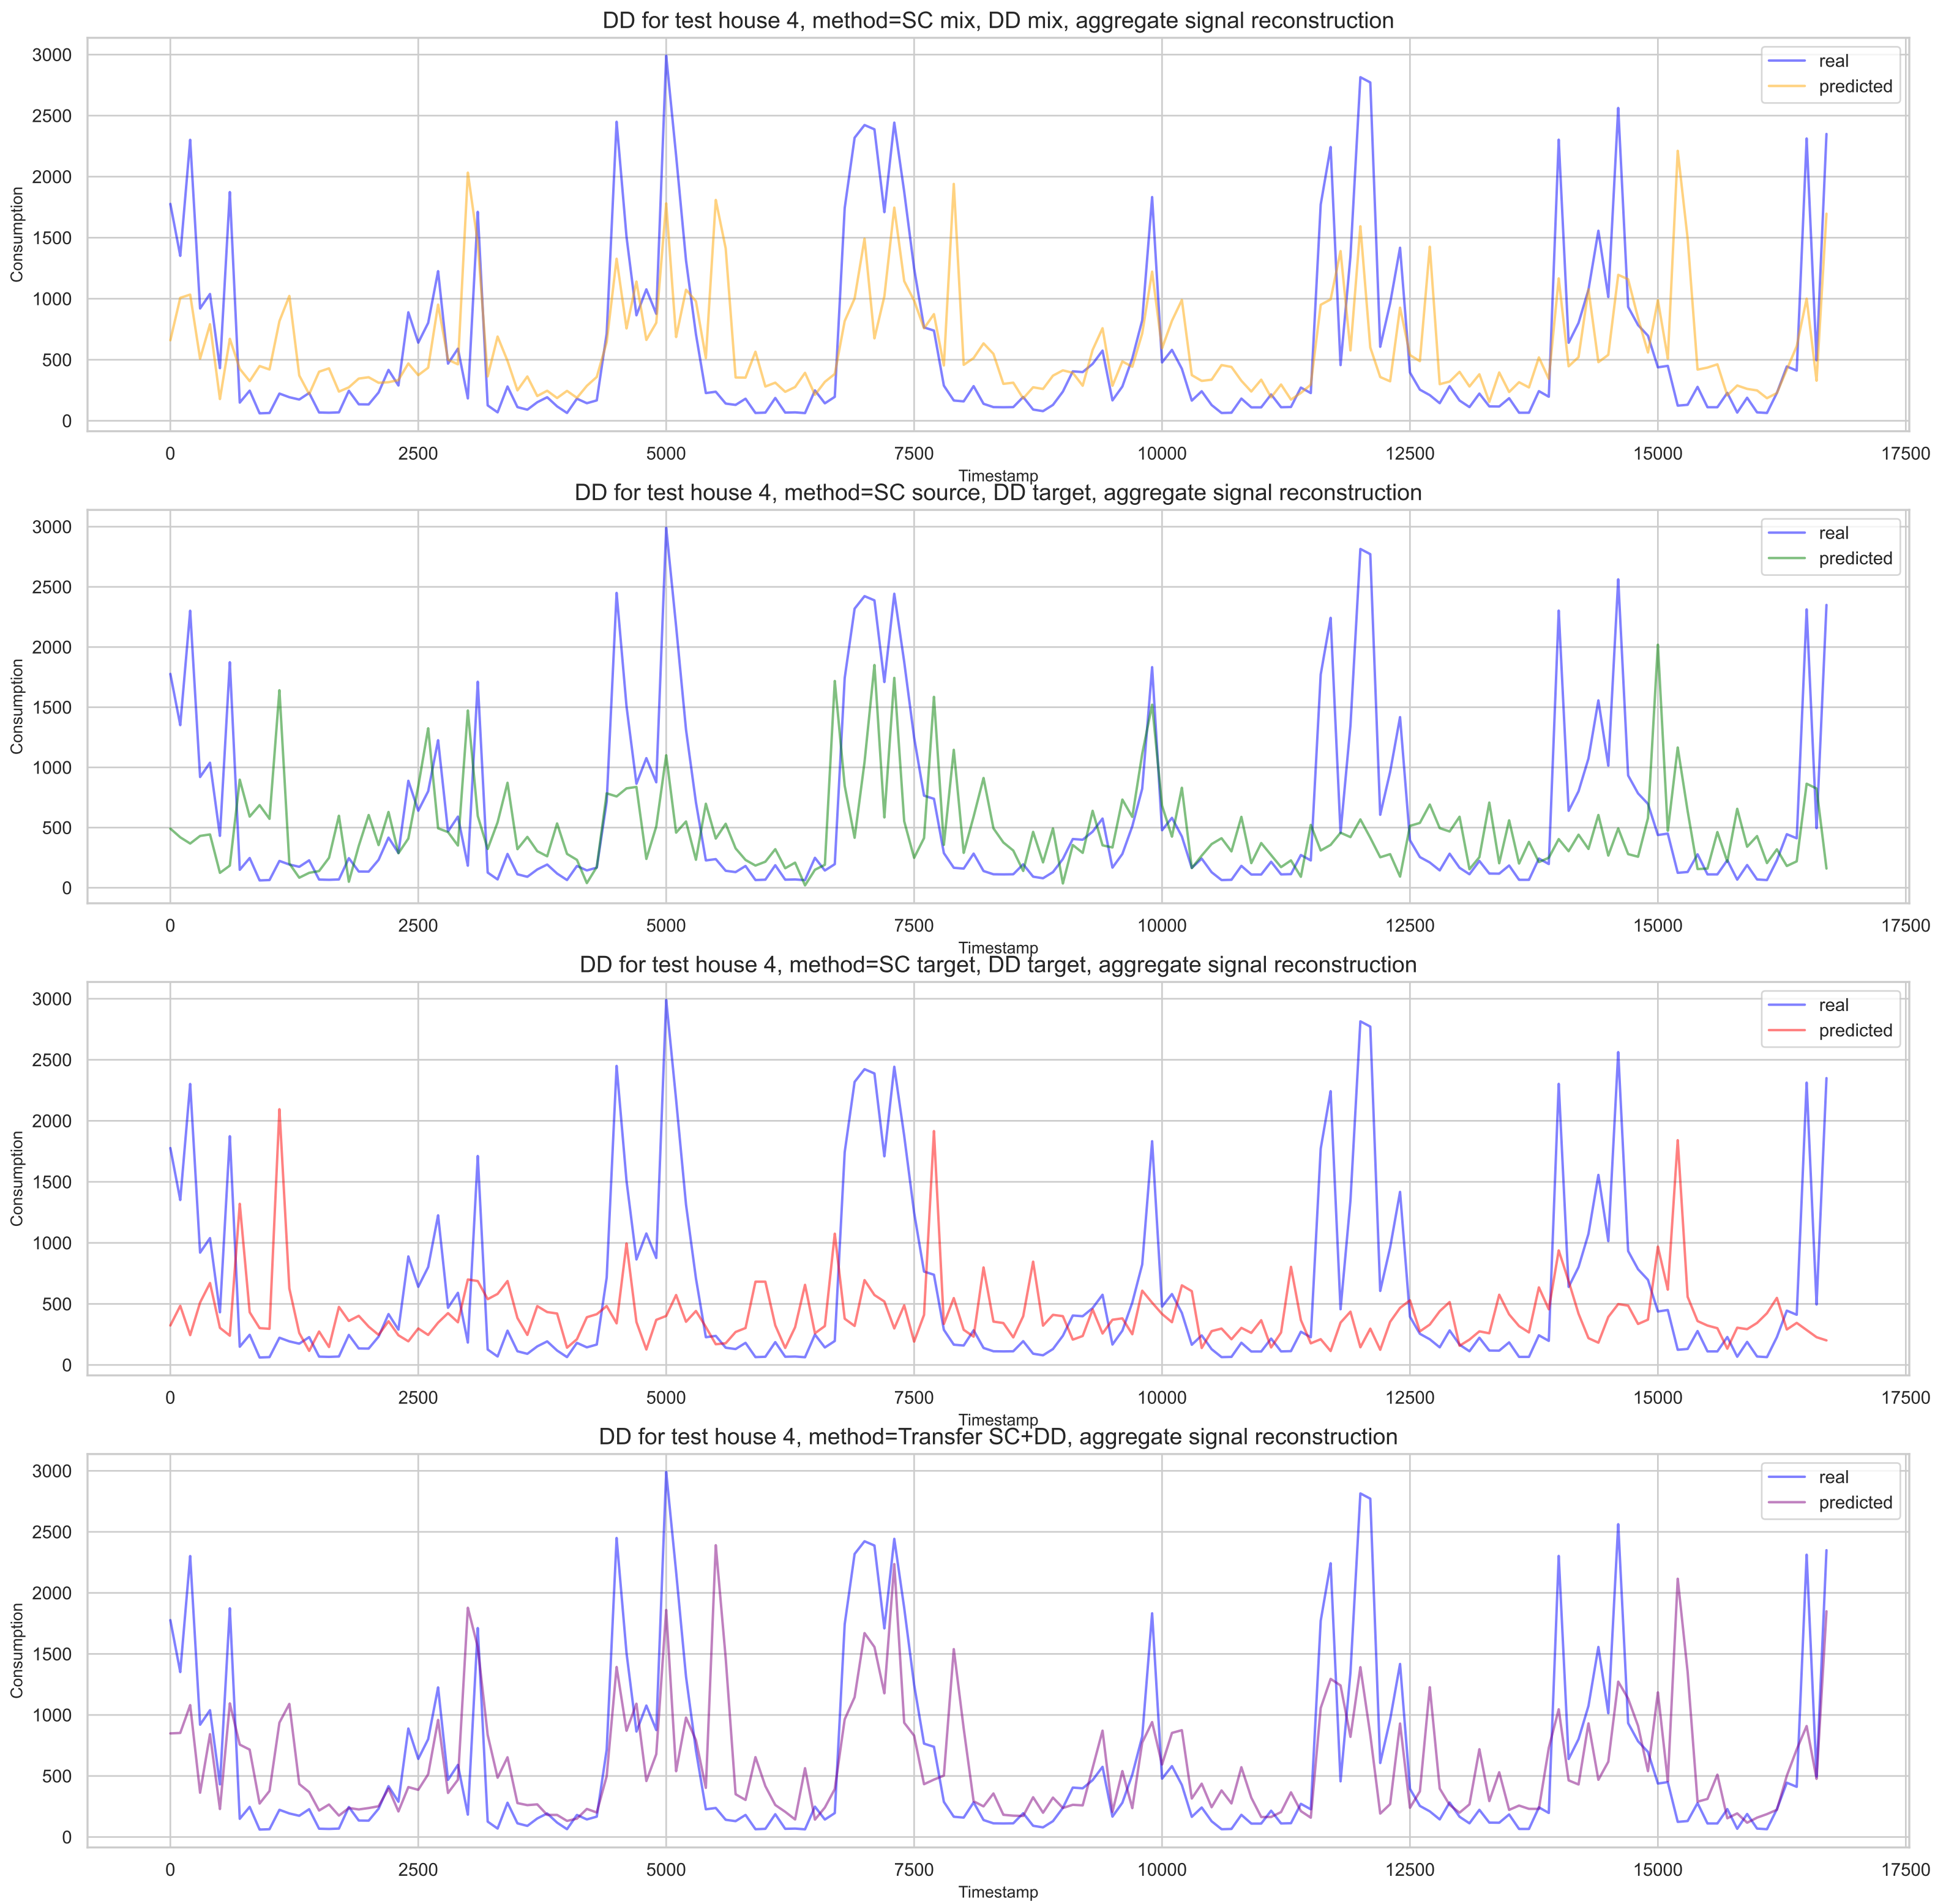 DD for test house 4, method=SC mix, DD mix, aggregate signal reconstruction
3000
2500
2000
1500
1000
500
0
Consumption
real
predicted
0 2500 5000 7500 10000 12500 15000 17500
Timestamp
DD for test house 4, method=SC source, DD target, aggregate signal reconstruction
3000
2500
2000
1500
1000
500
0
Consumption
real
predicted
0 2500 5000 7500 10000 12500 15000 17500
Timestamp
DD for test house 4, method=SC target, DD target, aggregate signal reconstruction
3000
2500
2000
1500
1000
500
0
Consumption
real
predicted
0 2500 5000 7500 10000 12500 15000 17500
Timestamp
DD for test house 4, method=Transfer SC+DD, aggregate signal reconstruction
3000
2500
2000
1500
1000
500
0
Consumption
real
predicted
0 2500 5000 7500 10000 12500 15000 17500
Timestamp